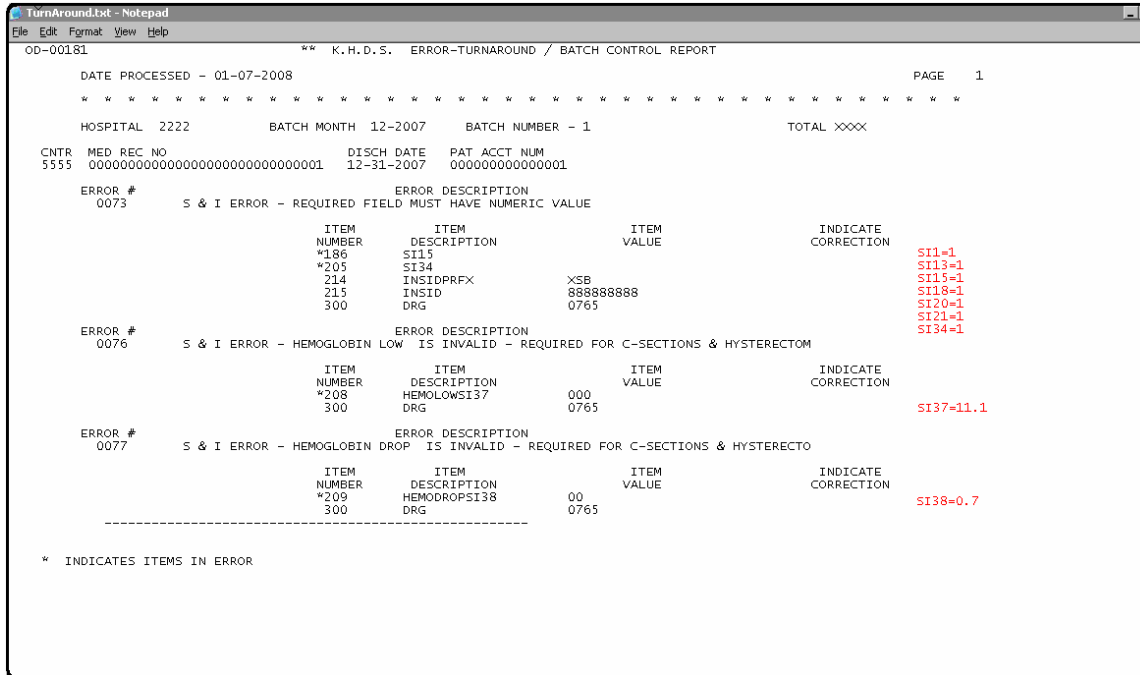 TurnAround.txt - Notepad
File Edit Format View Help
OD-00181 ** K.H.D.S. ERROR-TURNAROUND / BATCH CONTROL REPORT
DATE PROCESSED - 01-07-2008 PAGE 1
* * * * * * * * * * * * * * * * * * * * * * * * * * * * * * * * * * * * * *
HOSPITAL 2222 BATCH MONTH 12-2007 BATCH NUMBER - 1 TOTAL XXXX
CNTR MED REC NO DISCH DATE PAT ACCT NUM
5555 000000000000000000000000000001 12-31-2007 000000000000001
ERROR # ERROR DESCRIPTION
0073 S & I ERROR - REQUIRED FIELD MUST HAVE NUMERIC VALUE
ITEM ITEM ITEM INDICATE
NUMBER DESCRIPTION VALUE CORRECTION
*186 SI15 SI1=1
*205 SI34 SI13=1
214 INSIDPRFX XSB SI15=1
215 INSID 888888888 SI18=1
300 DRG 0765 SI20=1
SI21=1
ERROR # ERROR DESCRIPTION SI34=1
0076 S & I ERROR - HEMOGLOBIN LOW IS INVALID - REQUIRED FOR C-SECTIONS & HYSTERECTOM
ITEM ITEM ITEM INDICATE
NUMBER DESCRIPTION VALUE CORRECTION
*208 HEMOLOWSI37 000
300 DRG 0765 SI37=11.1
ERROR # ERROR DESCRIPTION
0077 S & I ERROR - HEMOGLOBIN DROP IS INVALID - REQUIRED FOR C-SECTIONS & HYSTERECTO
ITEM ITEM ITEM INDICATE
NUMBER DESCRIPTION VALUE CORRECTION
*209 HEMODROPSI38 00 SI38=0.7
300 DRG 0765
------------------------------------------------------
* INDICATES ITEMS IN ERROR